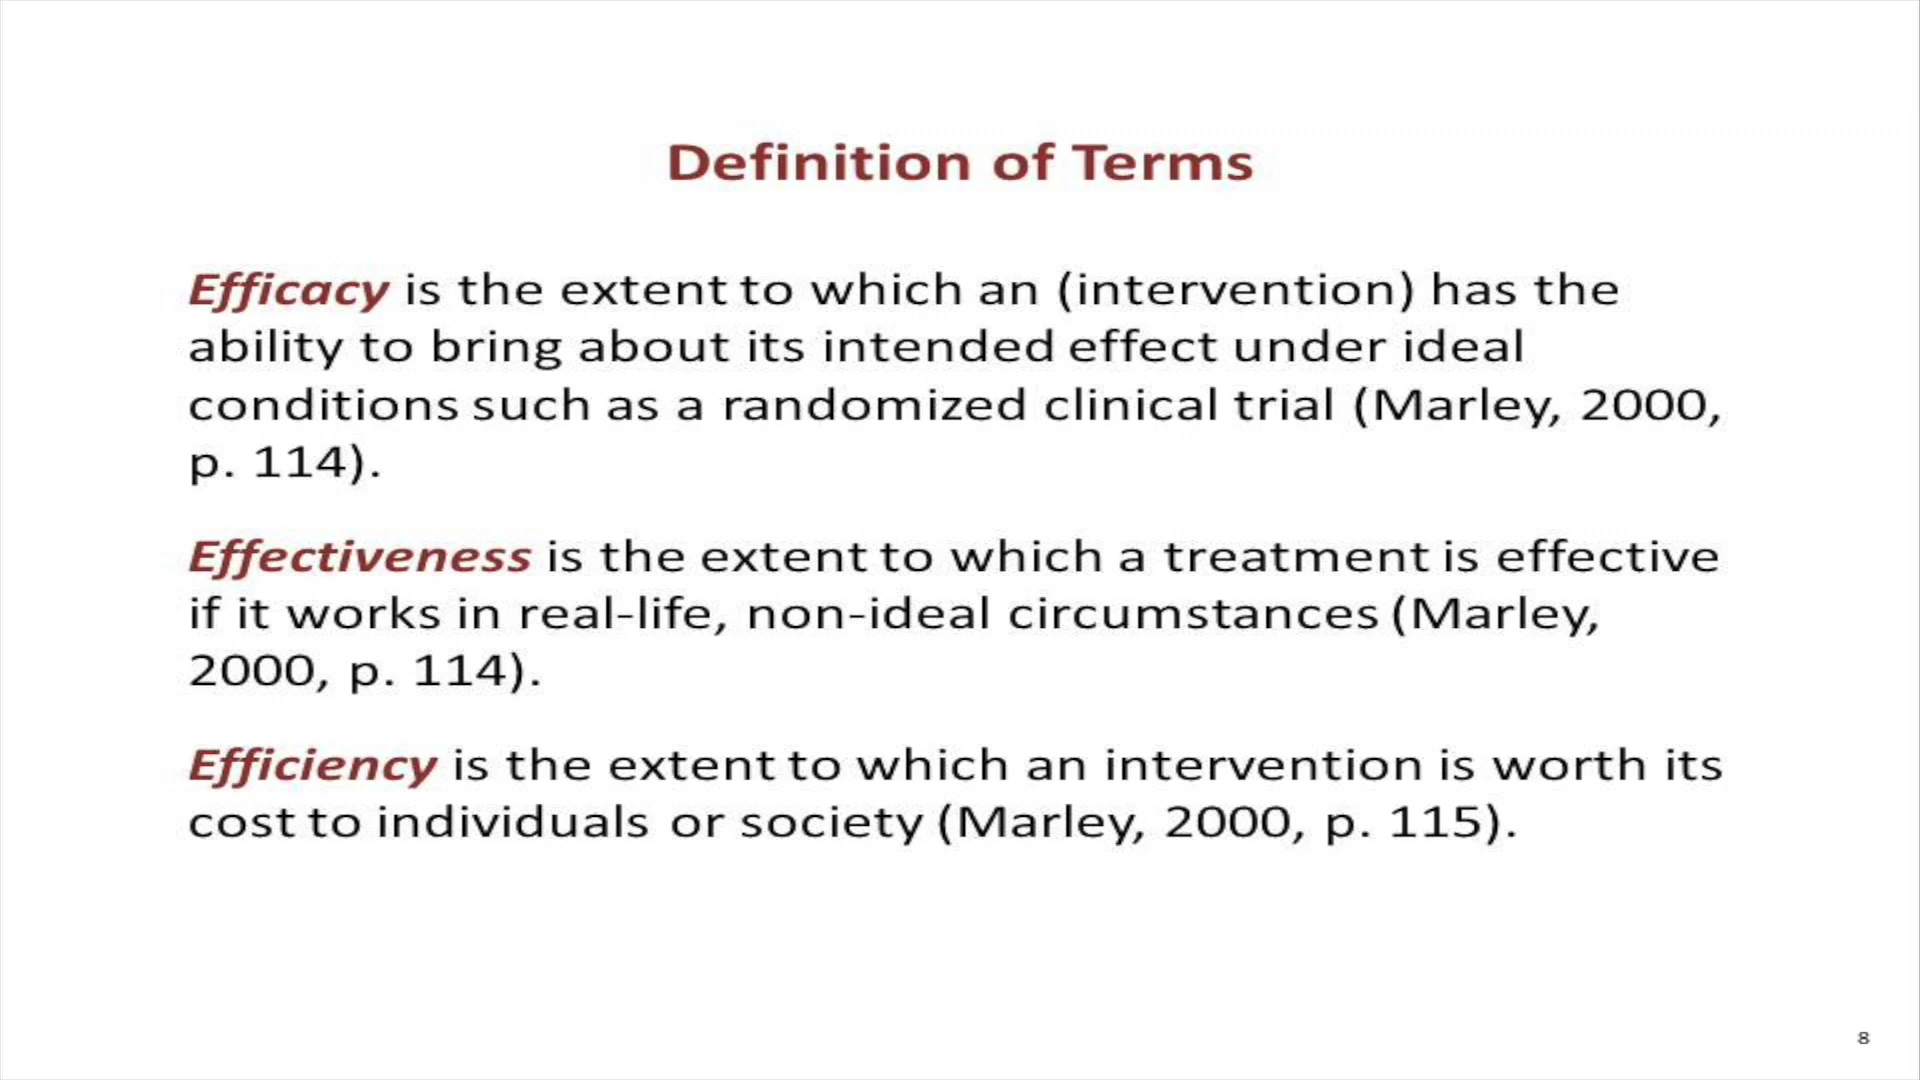 Definition of Terms
Efficacy is the extent to which an (intervention) has the
ability to bring about its intended effect under ideal
conditions such as a randomized clinical trial (Marley, 2000,
p. 114).
Effectiveness is the extent to which a treatment is effective
if it works in real-life, non-ideal circumstances (Marley,
2000, p. 114).
Efficiency is the extent to which an intervention is worth its
cost to individuals or society (Marley, 2000, p. 115).
8